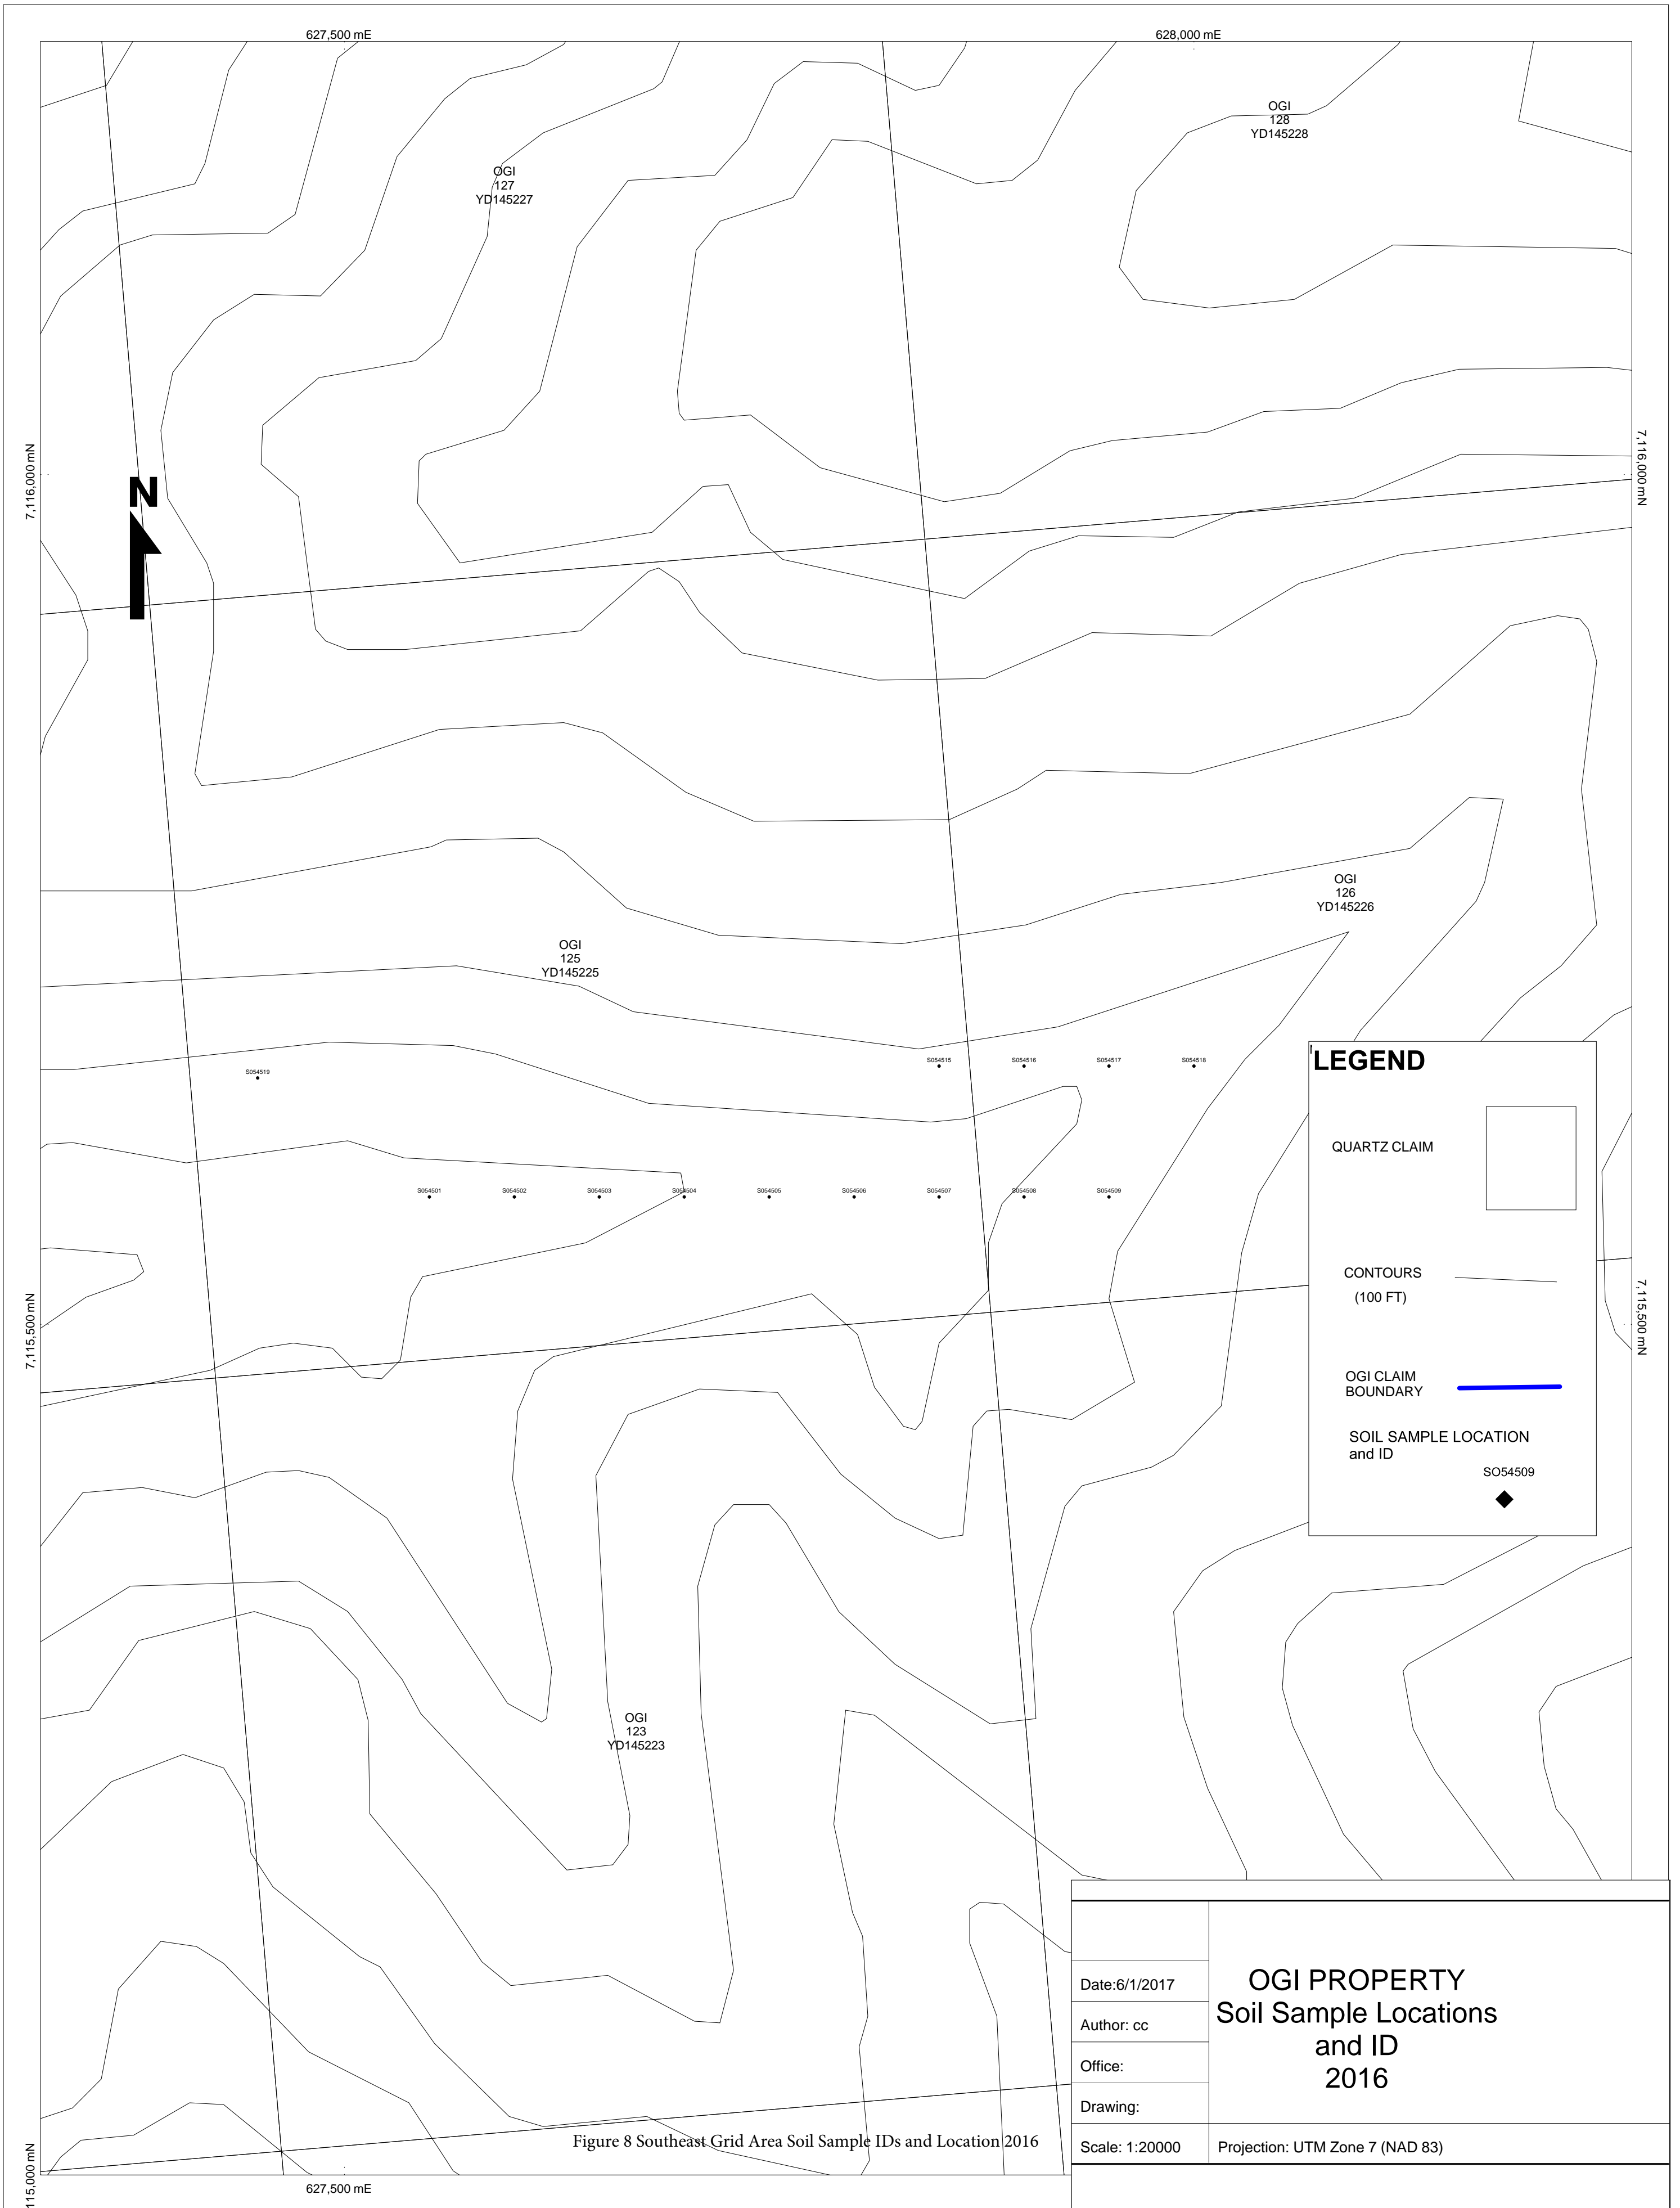 627,500 mE
628,000 mE
OGI
128
YD145228
OGI
127
YD145227
7,116,000 mN
7,116,000 mN
N
OGI
126
YD145226
OGI
125
YD145225
S054515
S054516
S054517
S054518
S054519
S054501
S054502
S054503
S054504
S054505
S054506
S054507
S054508
S054509
LEGEND
QUARTZ CLAIM
CONTOURS
(100 FT)
OGI CLAIM
BOUNDARY
SOIL SAMPLE LOCATION
and ID
SO54509
7,115,500 mN
7,115,500 mN
OGI
123
YD145223
Date:6/1/2017
Author: cc
Office:
Drawing:
Scale: 1:20000
OGI PROPERTY
Soil Sample Locations
and ID
2016
Projection: UTM Zone 7 (NAD 83)
Figure 8 Southeast Grid Area Soil Sample IDs and Location 2016
115,000 mN
627,500 mE